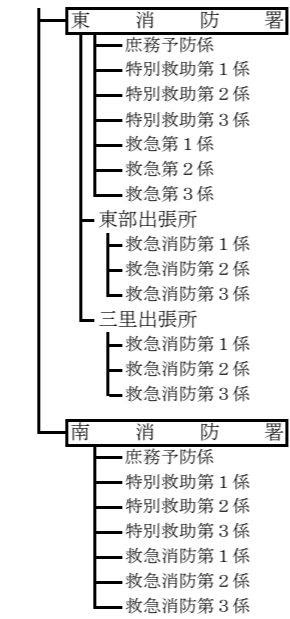 東消防署
庶務予防係
特別救助第１係
特別救助第２係
特別救助第３係
救急第１係
救急第２係
救急第３係
東部出張所
救急消防第１係
救急消防第２係
救急消防第３係
三里出張所
救急消防第１係
救急消防第２係
救急消防第３係
南消防署
庶務予防係
特別救助第１係
特別救助第２係
特別救助第３係
救急消防第１係
救急消防第２係
救急消防第３係